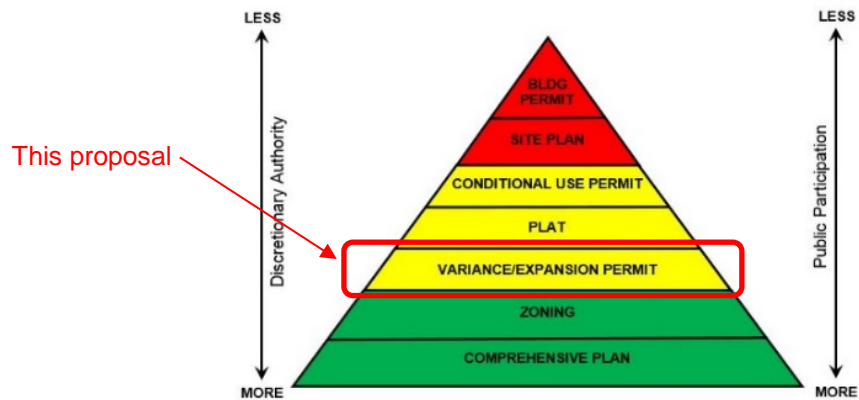 LESS
LESS
BLDG
PERMIT
SITE PLAN
This proposal
Discretionary Authority
Public Participation
CONDITIONAL USE PERMIT
PLAT
VARIANCE/EXPANSION PERMIT
ZONING
COMPREHENSIVE PLAN
MORE
MORE